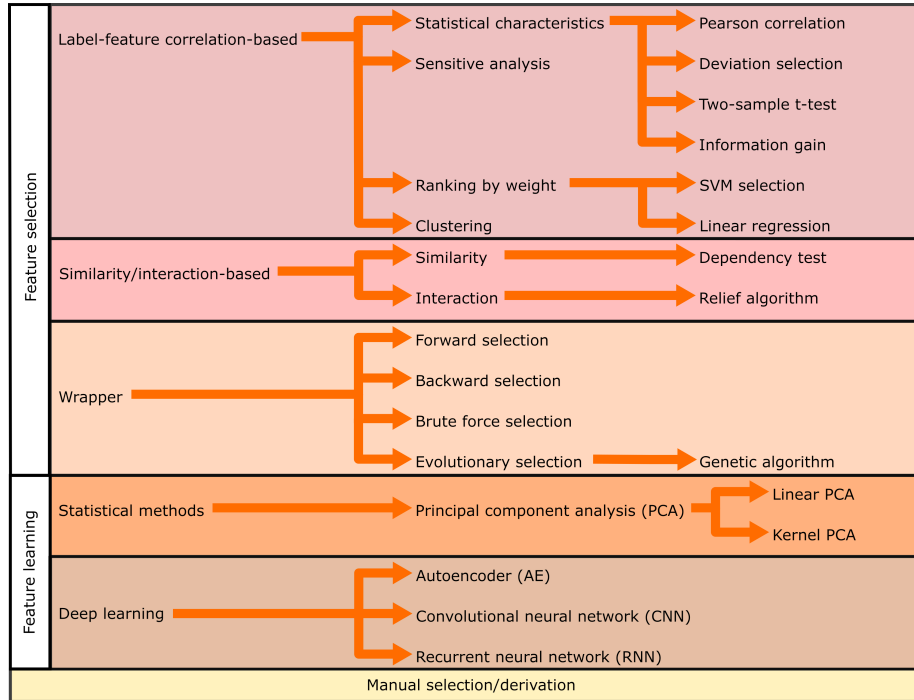 Feature selection
Label-feature correlation-based
Statistical characteristics
Pearson correlation
Deviation selection
Two-sample t-test
Information gain
Sensitive analysis
Ranking by weight
SVM selection
Linear regression
Clustering
Similarity/interaction-based
Similarity
Dependency test
Interaction
Relief algorithm
Wrapper
Forward selection
Backward selection
Brute force selection
Evolutionary selection
Genetic algorithm
Feature learning
Statistical methods
Principal component analysis (PCA)
Linear PCA
Kernel PCA
Deep learning
Autoencoder (AE)
Convolutional neural network (CNN)
Recurrent neural network (RNN)
Manual selection/derivation